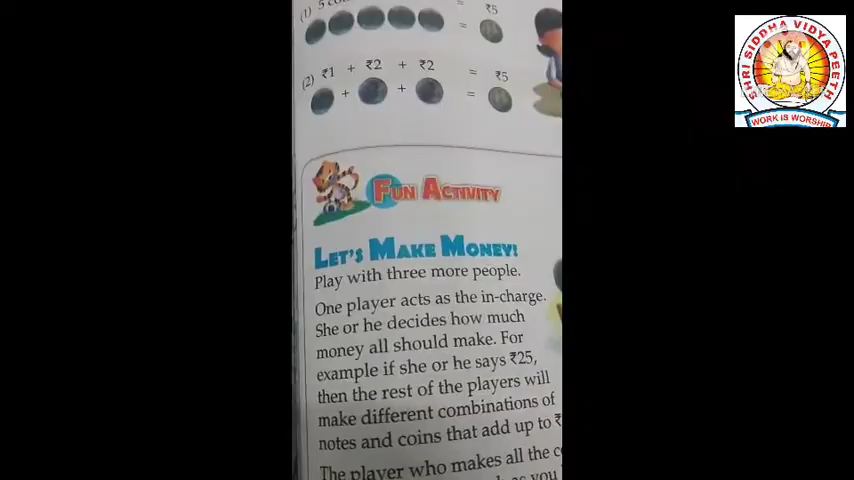 (1) 5
= ₹5
=
(2) ₹1 + ₹2 + ₹2 = ₹5
+ + =
FUN ACTIVITY
LET'S MAKE MONEY!
Play with three more people.
One player acts as the in-charge.
She or he decides how much
money all should make. For
example if she or he says ₹25,
then the rest of the players will
make different combinations of
notes and coins that add up to ₹
The player who makes all the
as you
SHRI SIDDHA VIDYA PEETH
WORK IS WORSHIP